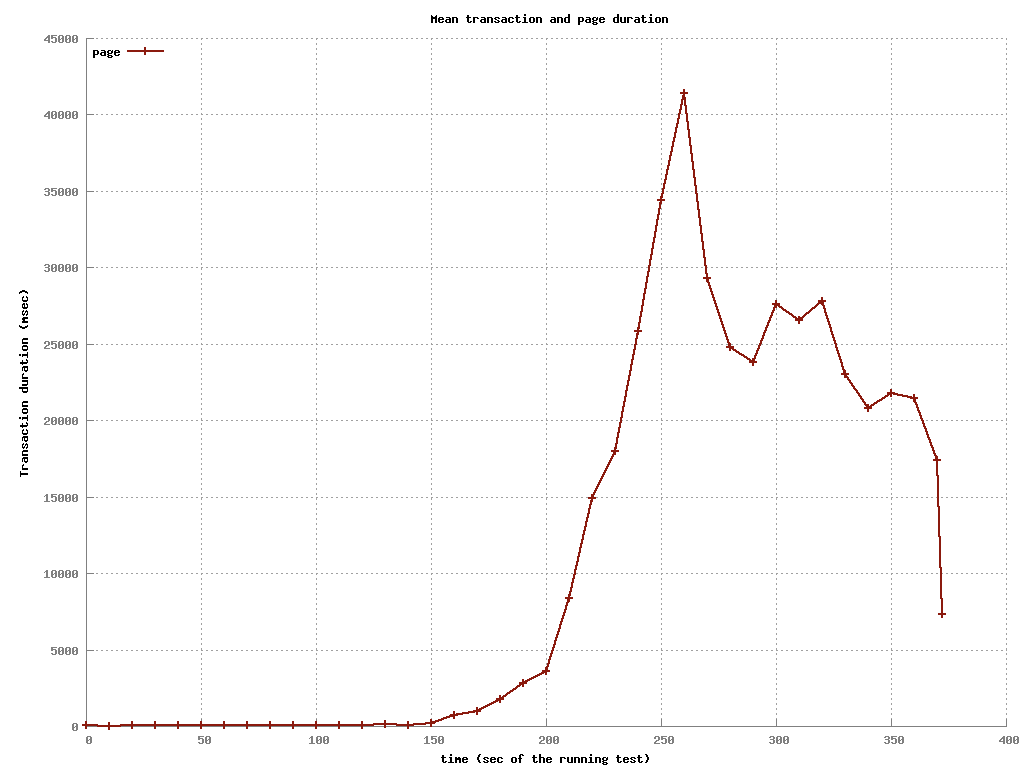 Mean transaction and page duration
45000
page
40000
35000
30000
25000
20000
15000
10000
5000
0
Transaction duration (msec)
0 50 100 150 200 250 300 350 400
time (sec of the running test)